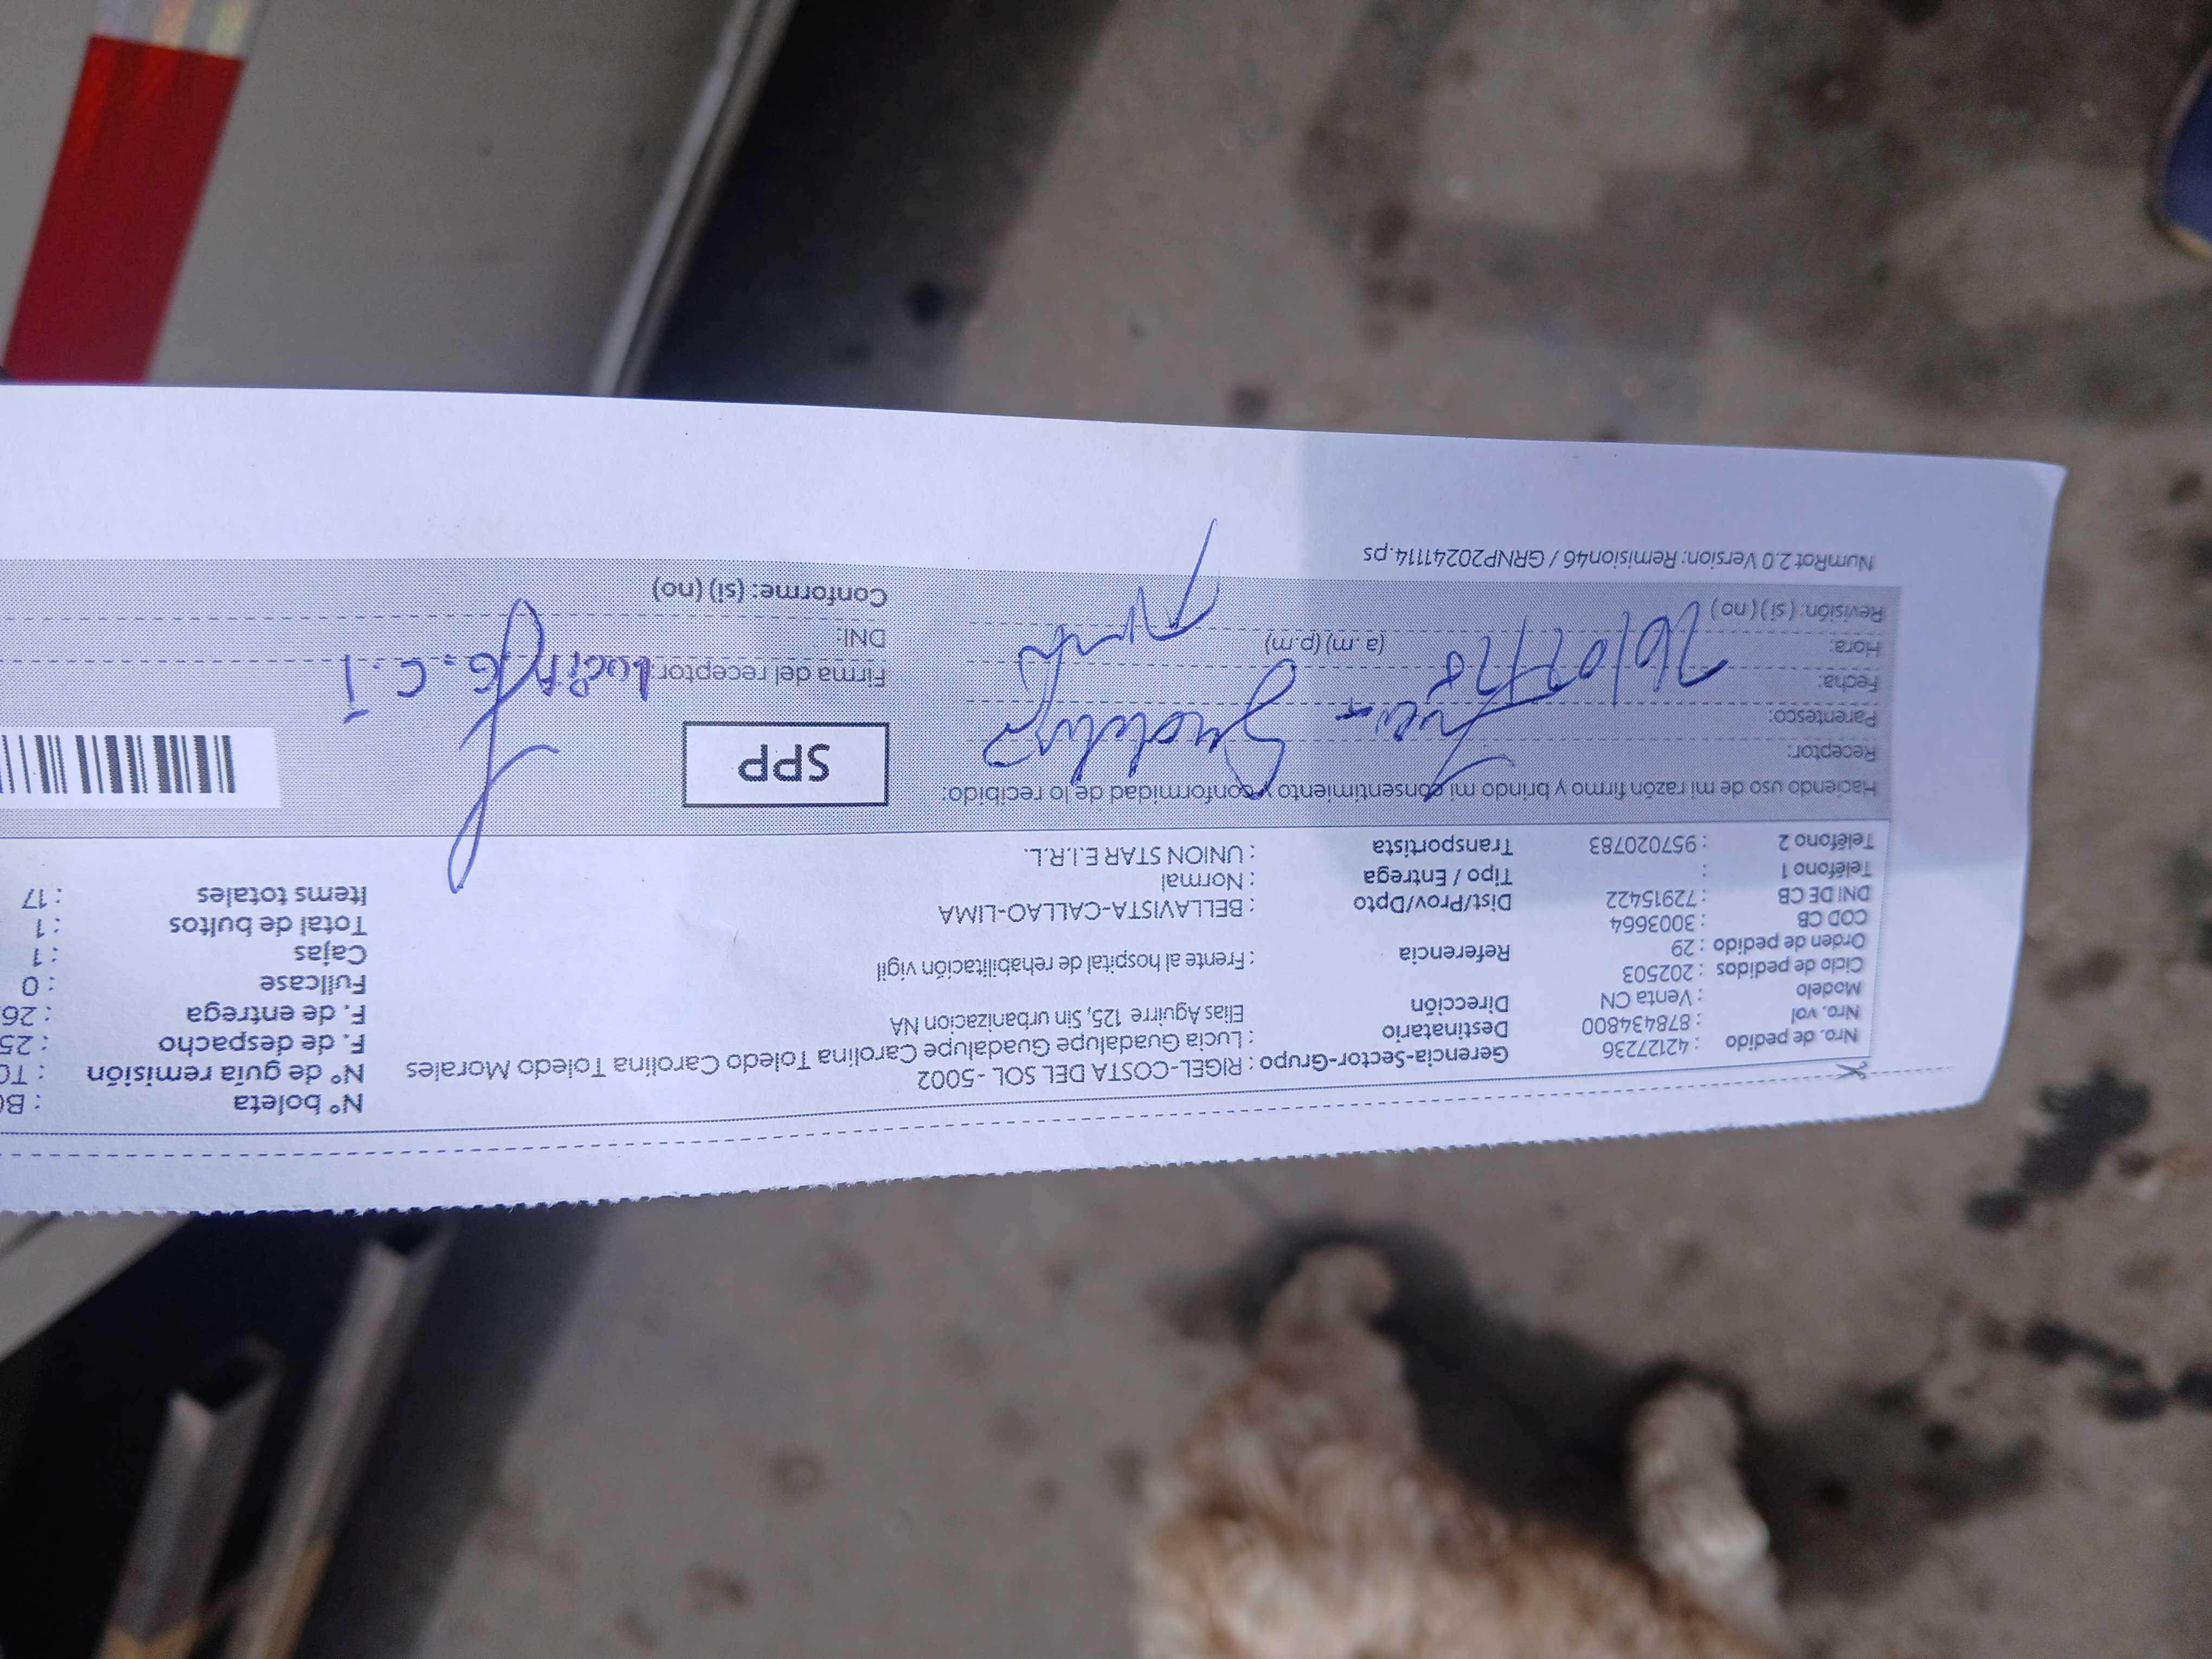 Nro. de pedido : 42127236
Nro. vol : 878434800
Modelo : Venta CN
Ciclo de pedidos : 202503
Orden de pedido : 29
COD CB : 3003664
DNI DE CB : 72915422
Teléfono 1 :
Teléfono 2 : 957020783
Gerencia-Sector-Grupo : RIGEL-COSTA DEL SOL -5002
Destinatario : Lucia Guadalupe Guadalupe Carolina Toledo Carolina Toledo Morales
Dirección Elias Aguirre 125, Sin urbanizacion NA
Referencia : Frente al hospital de rehabilitación vigil
Dist/Prov/Dpto : BELLAVISTA-CALLAO-LIMA
Tipo / Entrega : Normal
Transportista : UNION STAR E.I.R.L.
N° boleta : B
N° de guía remisión : T
F. de despacho : 25
F. de entrega : 26
Fullcase : 0
Cajas : 1
Total de bultos : 1
Items totales : 17
Haciendo uso de mi razón firmo y brindo mi consentimiento y conformidad de lo recibido:
Receptor:
Parentesco:
Fecha:
Hora: (a.m) (p.m)
Revisión: (si) (no)
SPP
Firma del receptor: Lucia G. C. T
DNI:
Conforme: (si) (no)
NumRot 2.0 Version: Remision46 / GRNP20241114.ps